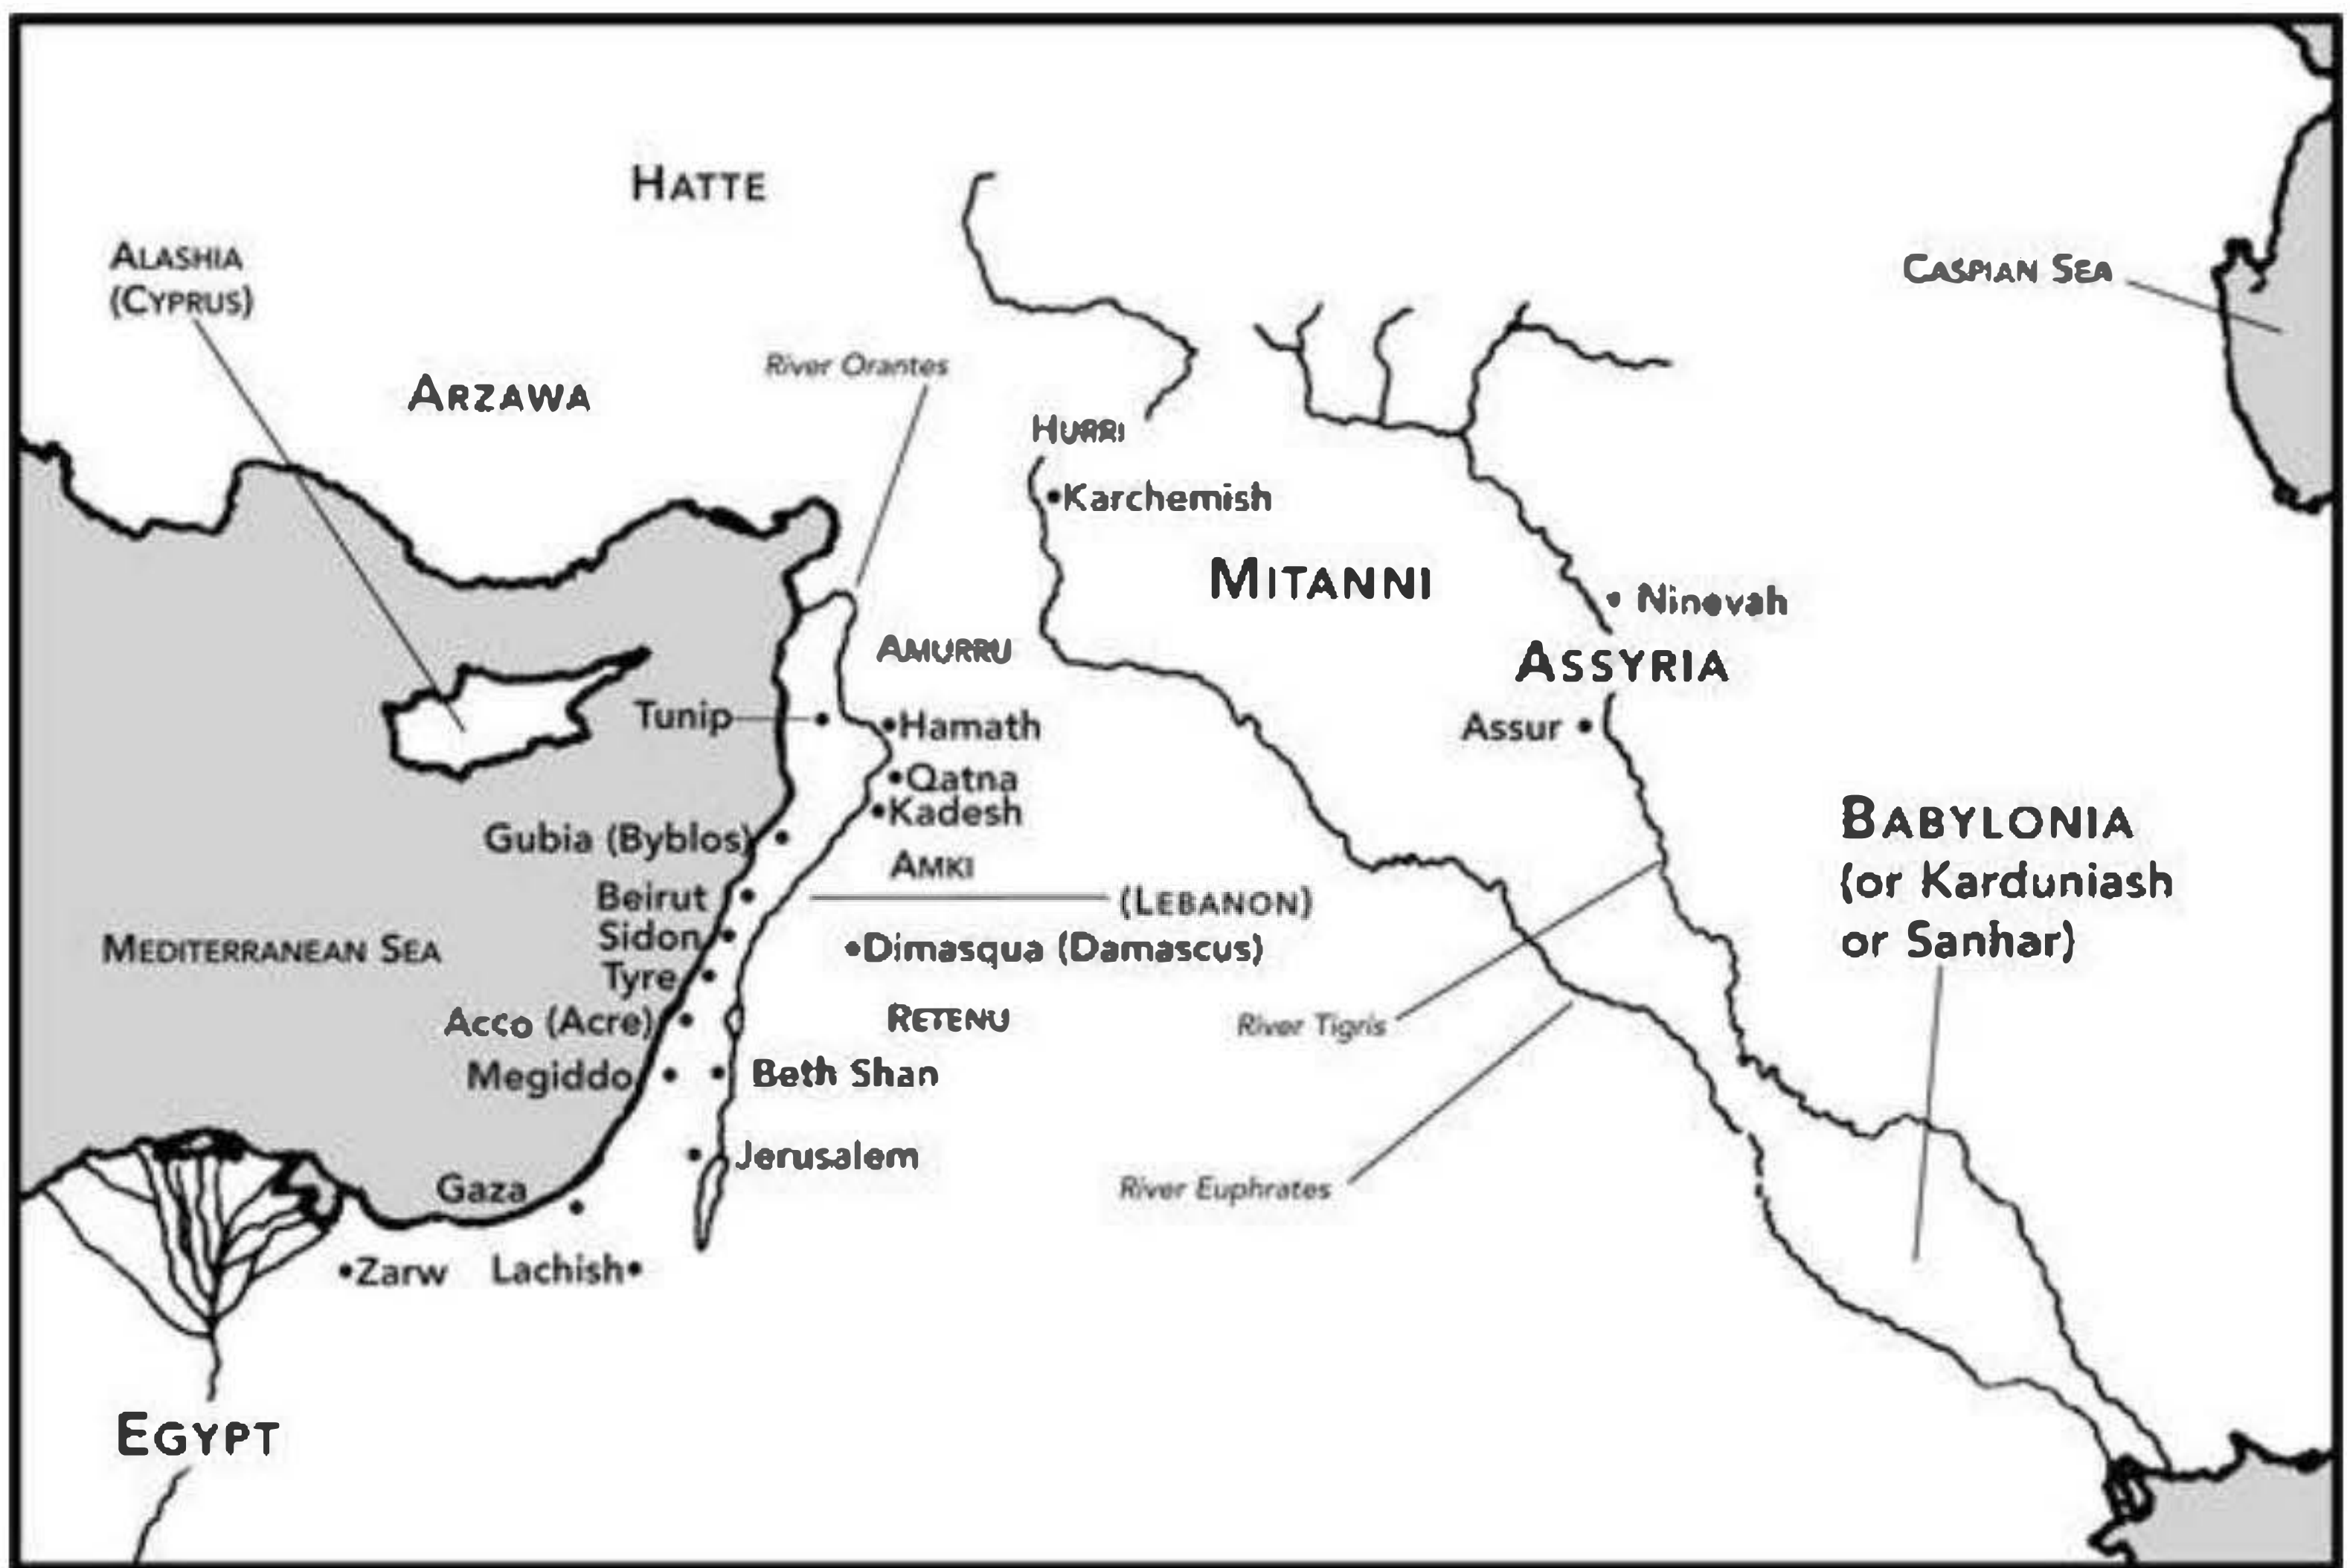 HATTE
ALASHIA
(CYPRUS)
CASPIAN SEA
River Orantes
ARZAWA
HURRI
Karchemish
MITANNI
Ninovah
AMURRU
ASSYRIA
Tunip
Hamath
Assur
Qatna
Kadesh
BABYLONIA
(or Karduniash
or Sanhar)
Gubia (Byblos)
AMKI
Beirut
(LEBANON)
Sidon
MEDITERRANEAN SEA
Dimasqua (Damascus)
Tyre
Acco (Acre)
RETENU
River Tigris
Megiddo
Beth Shan
Jerusalem
Gaza
River Euphrates
Zarw
Lachish
EGYPT